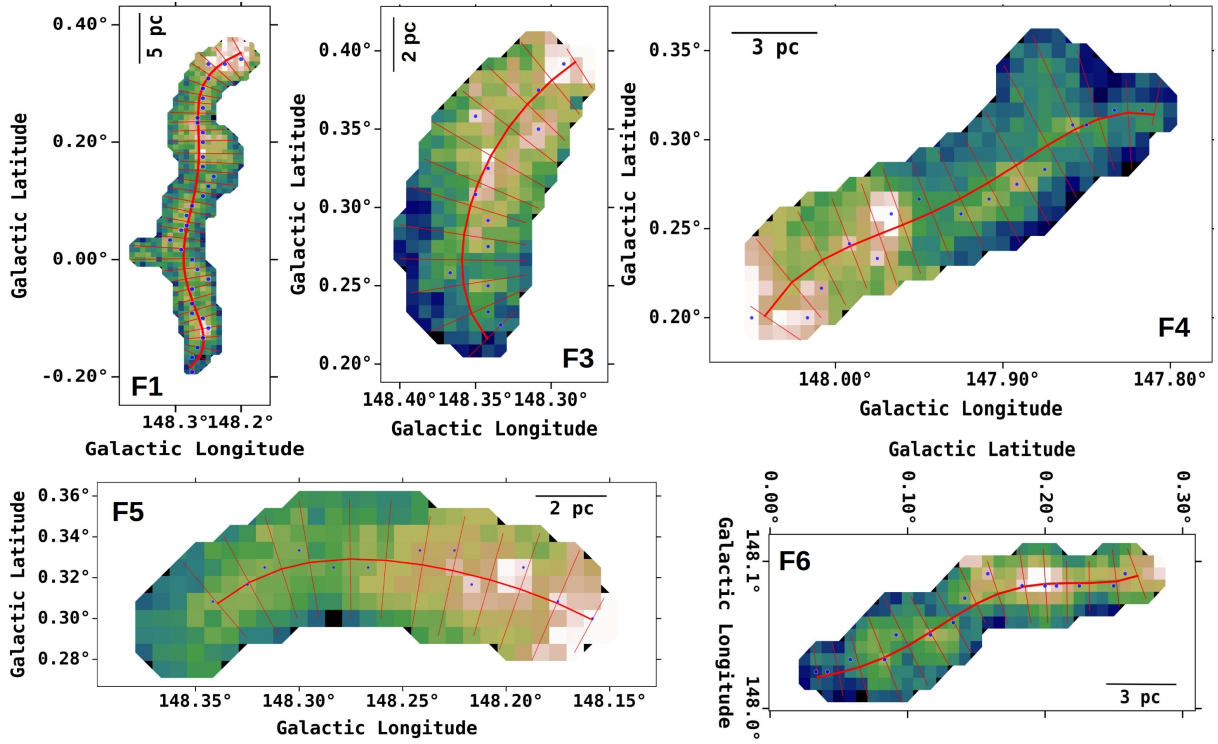 0.40°
0.20°
0.00°
-0.20°
Galactic Latitude
5 pc
F1
148.3° 148.2°
Galactic Longitude
0.40°
0.35°
0.30°
0.25°
0.20°
Galactic Latitude
2 pc
F3
148.40° 148.35° 148.30°
Galactic Longitude
0.35°
0.30°
0.25°
0.20°
Galactic Latitude
3 pc
F4
148.00° 147.90° 147.80°
Galactic Longitude
0.36°
0.34°
0.32°
0.30°
0.28°
Galactic Latitude
F5
2 pc
148.35° 148.30° 148.25° 148.20° 148.15°
Galactic Longitude
Galactic Latitude
0.00° 0.10° 0.20° 0.30°
Galactic Longitude
148.1°
148.0°
F6
3 pc